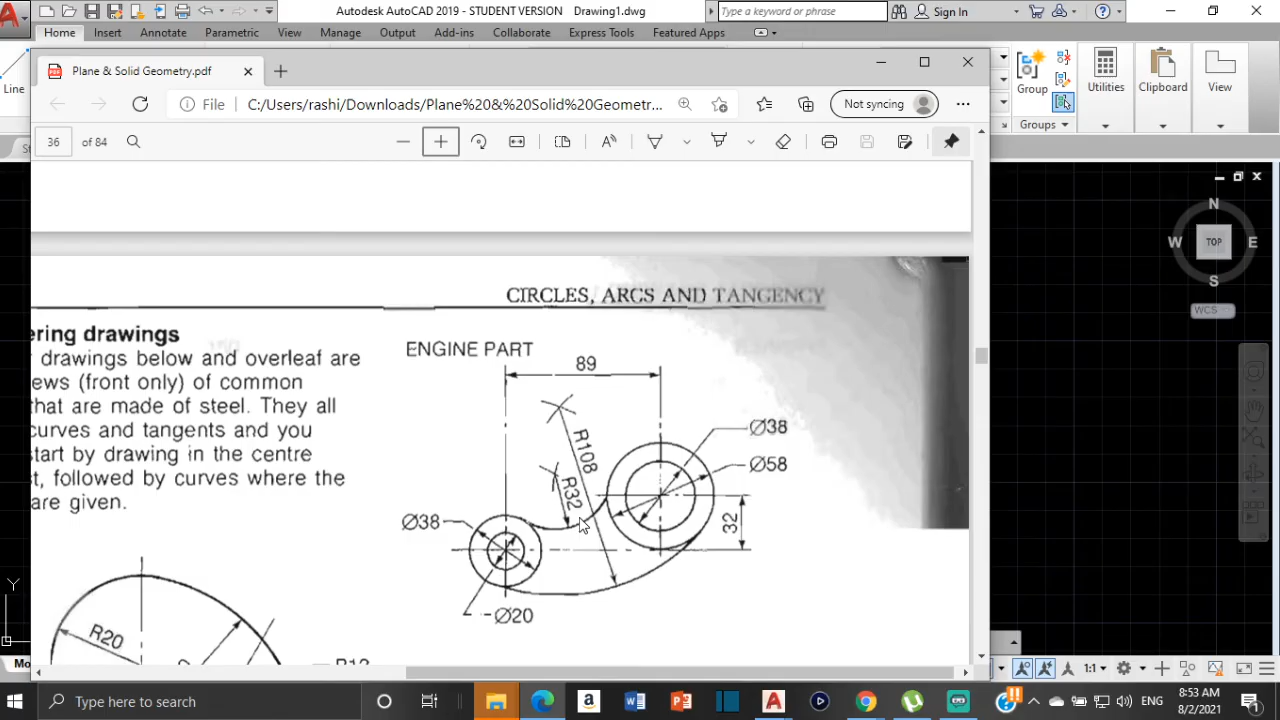 Autodesk AutoCAD 2019 - STUDENT VERSION Drawing1.dwg
Type a keyword or phrase
Sign In
Home Insert Annotate Parametric View Manage Output Add-ins Collaborate Express Tools Featured Apps
Line
Plane & Solid Geometry.pdf
Group
Utilities
Clipboard
View
File
C:/Users/rashi/Downloads/Plane%20&%20Solid%20Geometr...
Not syncing
Groups
36 of 84
N
W TOP E
S
WCS
CIRCLES, ARCS AND TANGENCY
ering drawings
drawings below and overleaf are
ews (front only) of common
that are made of steel. They all
curves and tangents and you
start by drawing in the centre
st, followed by curves where the
are given.
ENGINE PART
89
R108
R32
Ø38
Ø58
32
Ø38
Ø20
R20
R12
Y
Mo
1:1
Type here to search
ENG
8:53 AM
8/2/2021